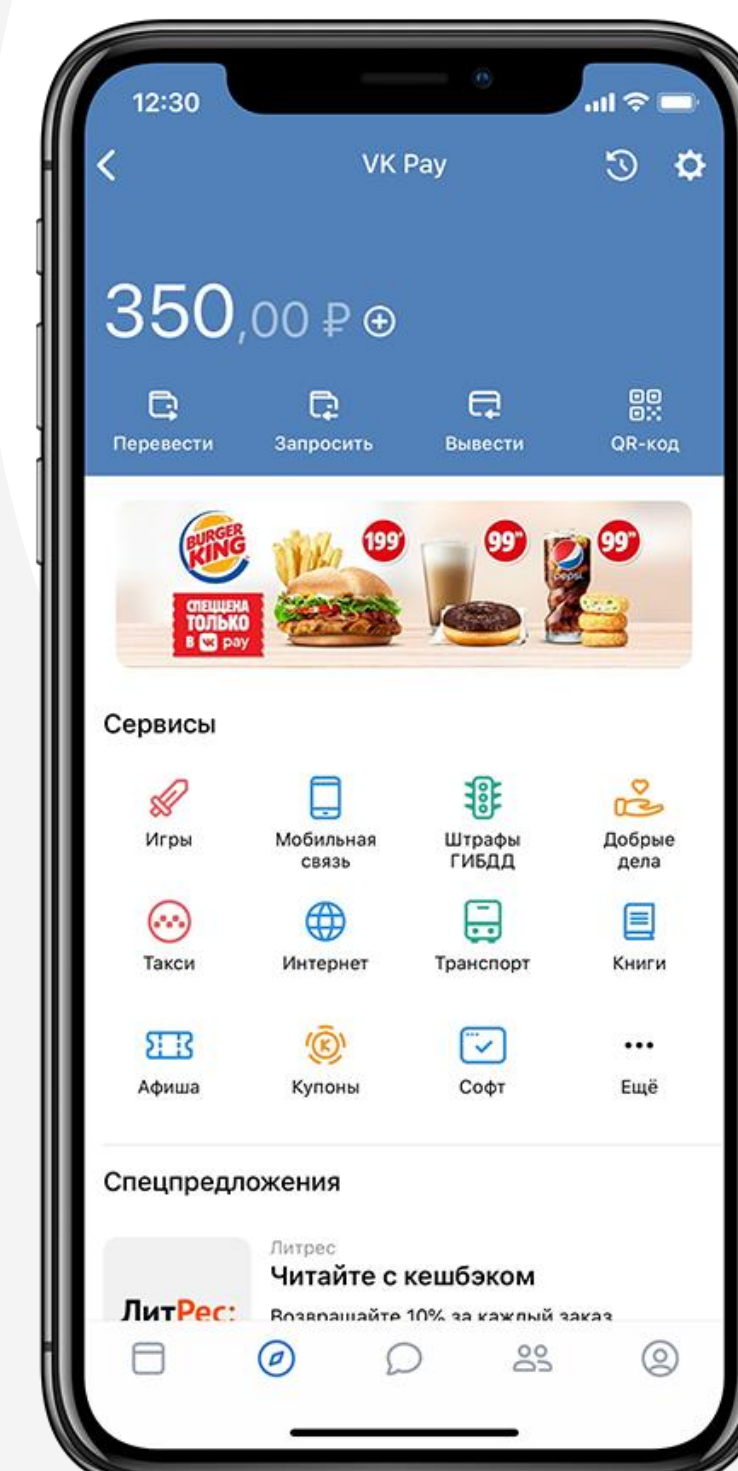 12:30
VK Pay
350,00 ₽
Перевести Запросить Вывести QR-код
BURGER
KING
199
99
99
pepsi
СПЕЦЦЕНА
ТОЛЬКО
В pay
Сервисы
Игры Мобильная связь Штрафы ГИБДД Добрые дела
Такси Интернет Транспорт Книги
Афиша Купоны Софт Ещё
Спецпредложения
Литрес
Читайте с кешбэком
ЛитРес:
Возвращайте 10% за каждый заказ